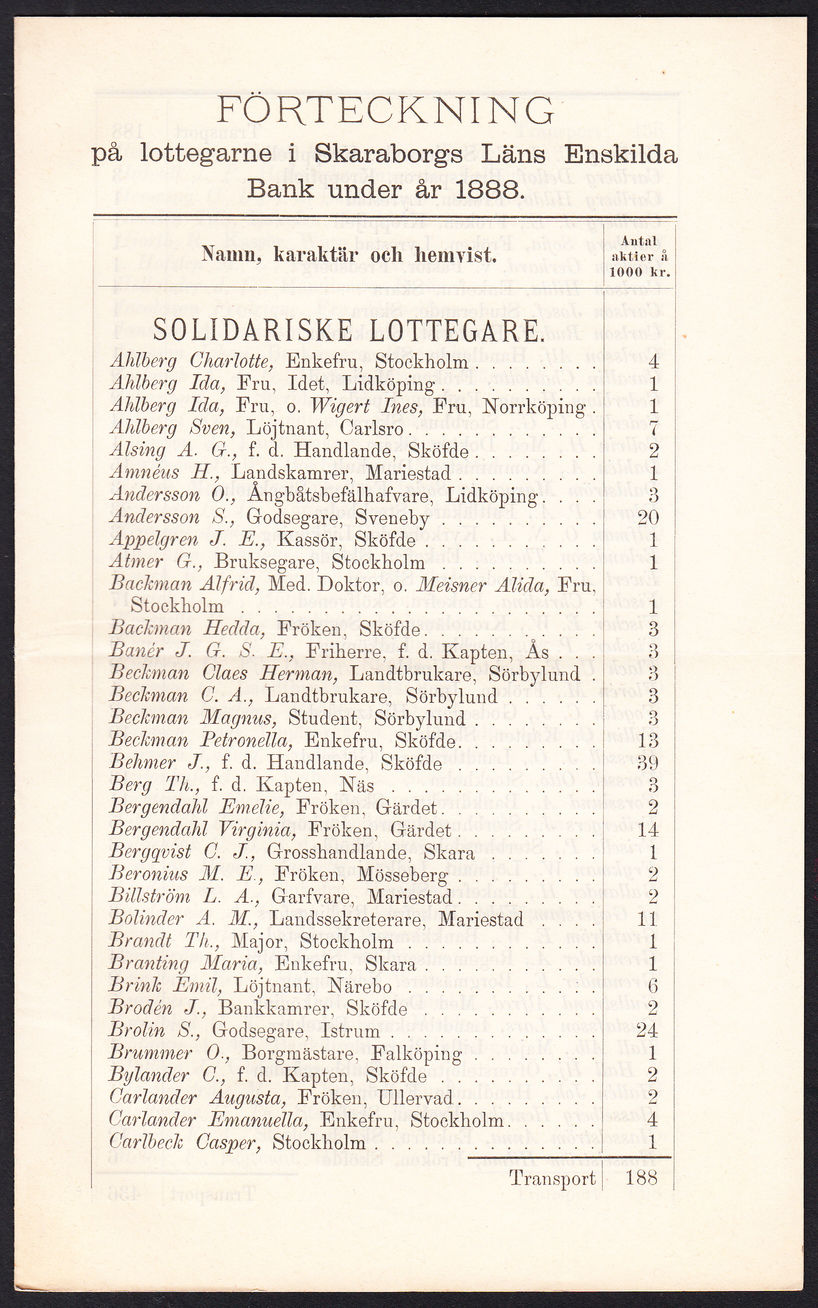 FÖRTECKNING
på lottegarne i Skaraborgs Läns Enskilda
Bank under år 1888.
Namn, karaktär och hemvist.
Antal
aktier à
1000 kr.
SOLIDARISKE LOTTEGARE.
Ahlberg Charlotte, Enkefru, Stockholm . . . . . . . . 4
Ahlberg Ida, Fru, Idet, Lidköping . . . . . . . . . . 1
Ahlberg Ida, Fru, o. Wigert Ines, Fru, Norrköping . 1
Ahlberg Sven, Löjtnant, Carlsro . . . . . . . . . . . . 7
Alsing A. G., f. d. Handlande, Sköfde . . . . . . . . 2
Amnéus H., Landskamrer, Mariestad . . . . . . . . . 1
Andersson O., Ångbåtsbefälhafvare, Lidköping . . . 3
Andersson S., Godsegare, Sveneby . . . . . . . . . . 20
Appelgren J. E., Kassör, Sköfde . . . . . . . . . . . 1
Atmer G., Bruksegare, Stockholm . . . . . . . . . . 1
Backman Alfrid, Med. Doktor, o. Meisner Alida, Fru,
Stockholm . . . . . . . . . . . . . . . . . . . . . . 1
Backman Hedda, Fröken, Sköfde . . . . . . . . . . . 3
Banér J. G. S. E., Friherre, f. d. Kapten, Ås . . . 3
Beckman Claes Herman, Landtbrukare, Sörbylund . 3
Beckman C. A., Landtbrukare, Sörbylund . . . . . . 3
Beckman Magnus, Student, Sörbylund . . . . . . . . 3
Beckman Petronella, Enkefru, Sköfde . . . . . . . . . 13
Behmer J., f. d. Handlande, Sköfde . . . . . . . . . 39
Berg Th., f. d. Kapten, Näs . . . . . . . . . . . . . 3
Bergendahl Emelie, Fröken, Gärdet . . . . . . . . . . 2
Bergendahl Virginia, Fröken, Gärdet . . . . . . . . . 14
Bergqvist C. J., Grosshandlande, Skara . . . . . . . 1
Beronius M. E., Fröken, Mösseberg . . . . . . . . . 2
Billström L. A., Garfvare, Mariestad . . . . . . . . . 2
Bolinder A. M., Landssekreterare, Mariestad . . . . 11
Brandt Th., Major, Stockholm . . . . . . . . . . . . 1
Branting Maria, Enkefru, Skara . . . . . . . . . . . 1
Brink Emil, Löjtnant, Närebo . . . . . . . . . . . . 6
Brodén J., Bankkamrer, Sköfde . . . . . . . . . . . 2
Brolin S., Godsegare, Istrum . . . . . . . . . . . . . 24
Brummer O., Borgmästare, Falköping . . . . . . . . 1
Bylander C., f. d. Kapten, Sköfde . . . . . . . . . . 2
Carlander Augusta, Fröken, Ullervad . . . . . . . . . 2
Carlander Emanuella, Enkefru, Stockholm . . . . . . 4
Carlbeck Casper, Stockholm . . . . . . . . . . . . . . 1
Transport 188